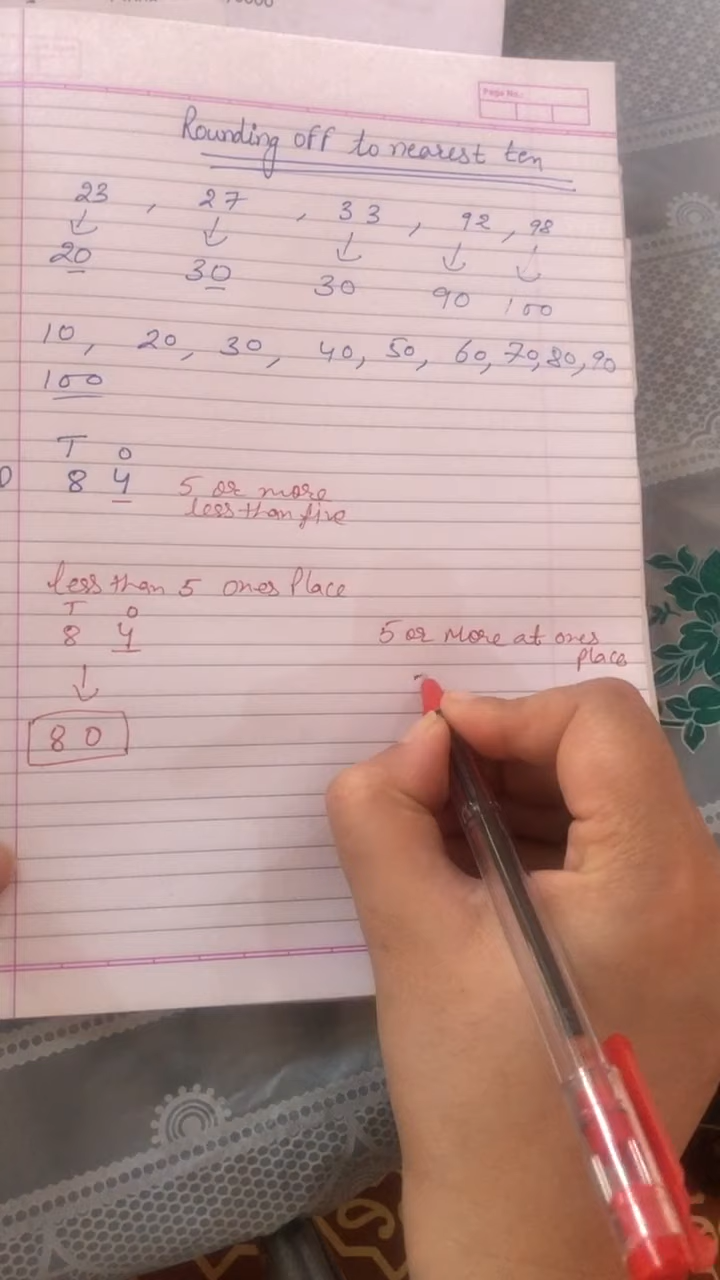 Page No.:
Rounding off to nearest ten
23 , 27 , 33 , 92 , 98
20 30 30 90 100
10, 20, 30, 40, 50, 60, 70, 80, 90
100
T O
8 4 5 or more
less than five
less than 5 ones Place
T O
8 4
5 or More at ones
place
80